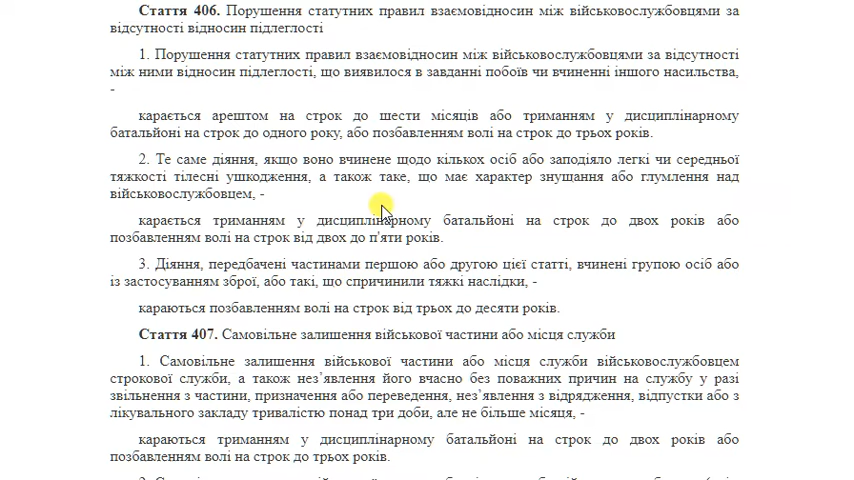 Стаття 406. Порушення статутних правил взаємовідносин між військовослужбовцями за
відсутності відносин підлеглості
1. Порушення статутних правил взаємовідносин між військовослужбовцями за відсутності
між ними відносин підлеглості, що виявилося в завданні побоїв чи вчиненні іншого насильства,
-
карається арештом на строк до шести місяців або триманням у дисциплінарному
батальйоні на строк до одного року, або позбавленням волі на строк до трьох років.
2. Те саме діяння, якщо воно вчинене щодо кількох осіб або заподіяло легкі чи середньої
тяжкості тілесні ушкодження, а також таке, що має характер знущання або глумлення над
військовослужбовцем, -
карається триманням у дисциплінарному батальйоні на строк до двох років або
позбавленням волі на строк від двох до п'яти років.
3. Діяння, передбачені частинами першою або другою цієї статті, вчинені групою осіб або
із застосуванням зброї, або такі, що спричинили тяжкі наслідки, -
караються позбавленням волі на строк від трьох до десяти років.
Стаття 407. Самовільне залишення військової частини або місця служби
1. Самовільне залишення військової частини або місця служби військовослужбовцем
строкової служби, а також нез’явлення його вчасно без поважних причин на службу у разі
звільнення з частини, призначення або переведення, нез’явлення з відрядження, відпустки або з
лікувального закладу тривалістю понад три доби, але не більше місяця, -
караються триманням у дисциплінарному батальйоні на строк до двох років або
позбавленням волі на строк до трьох років.